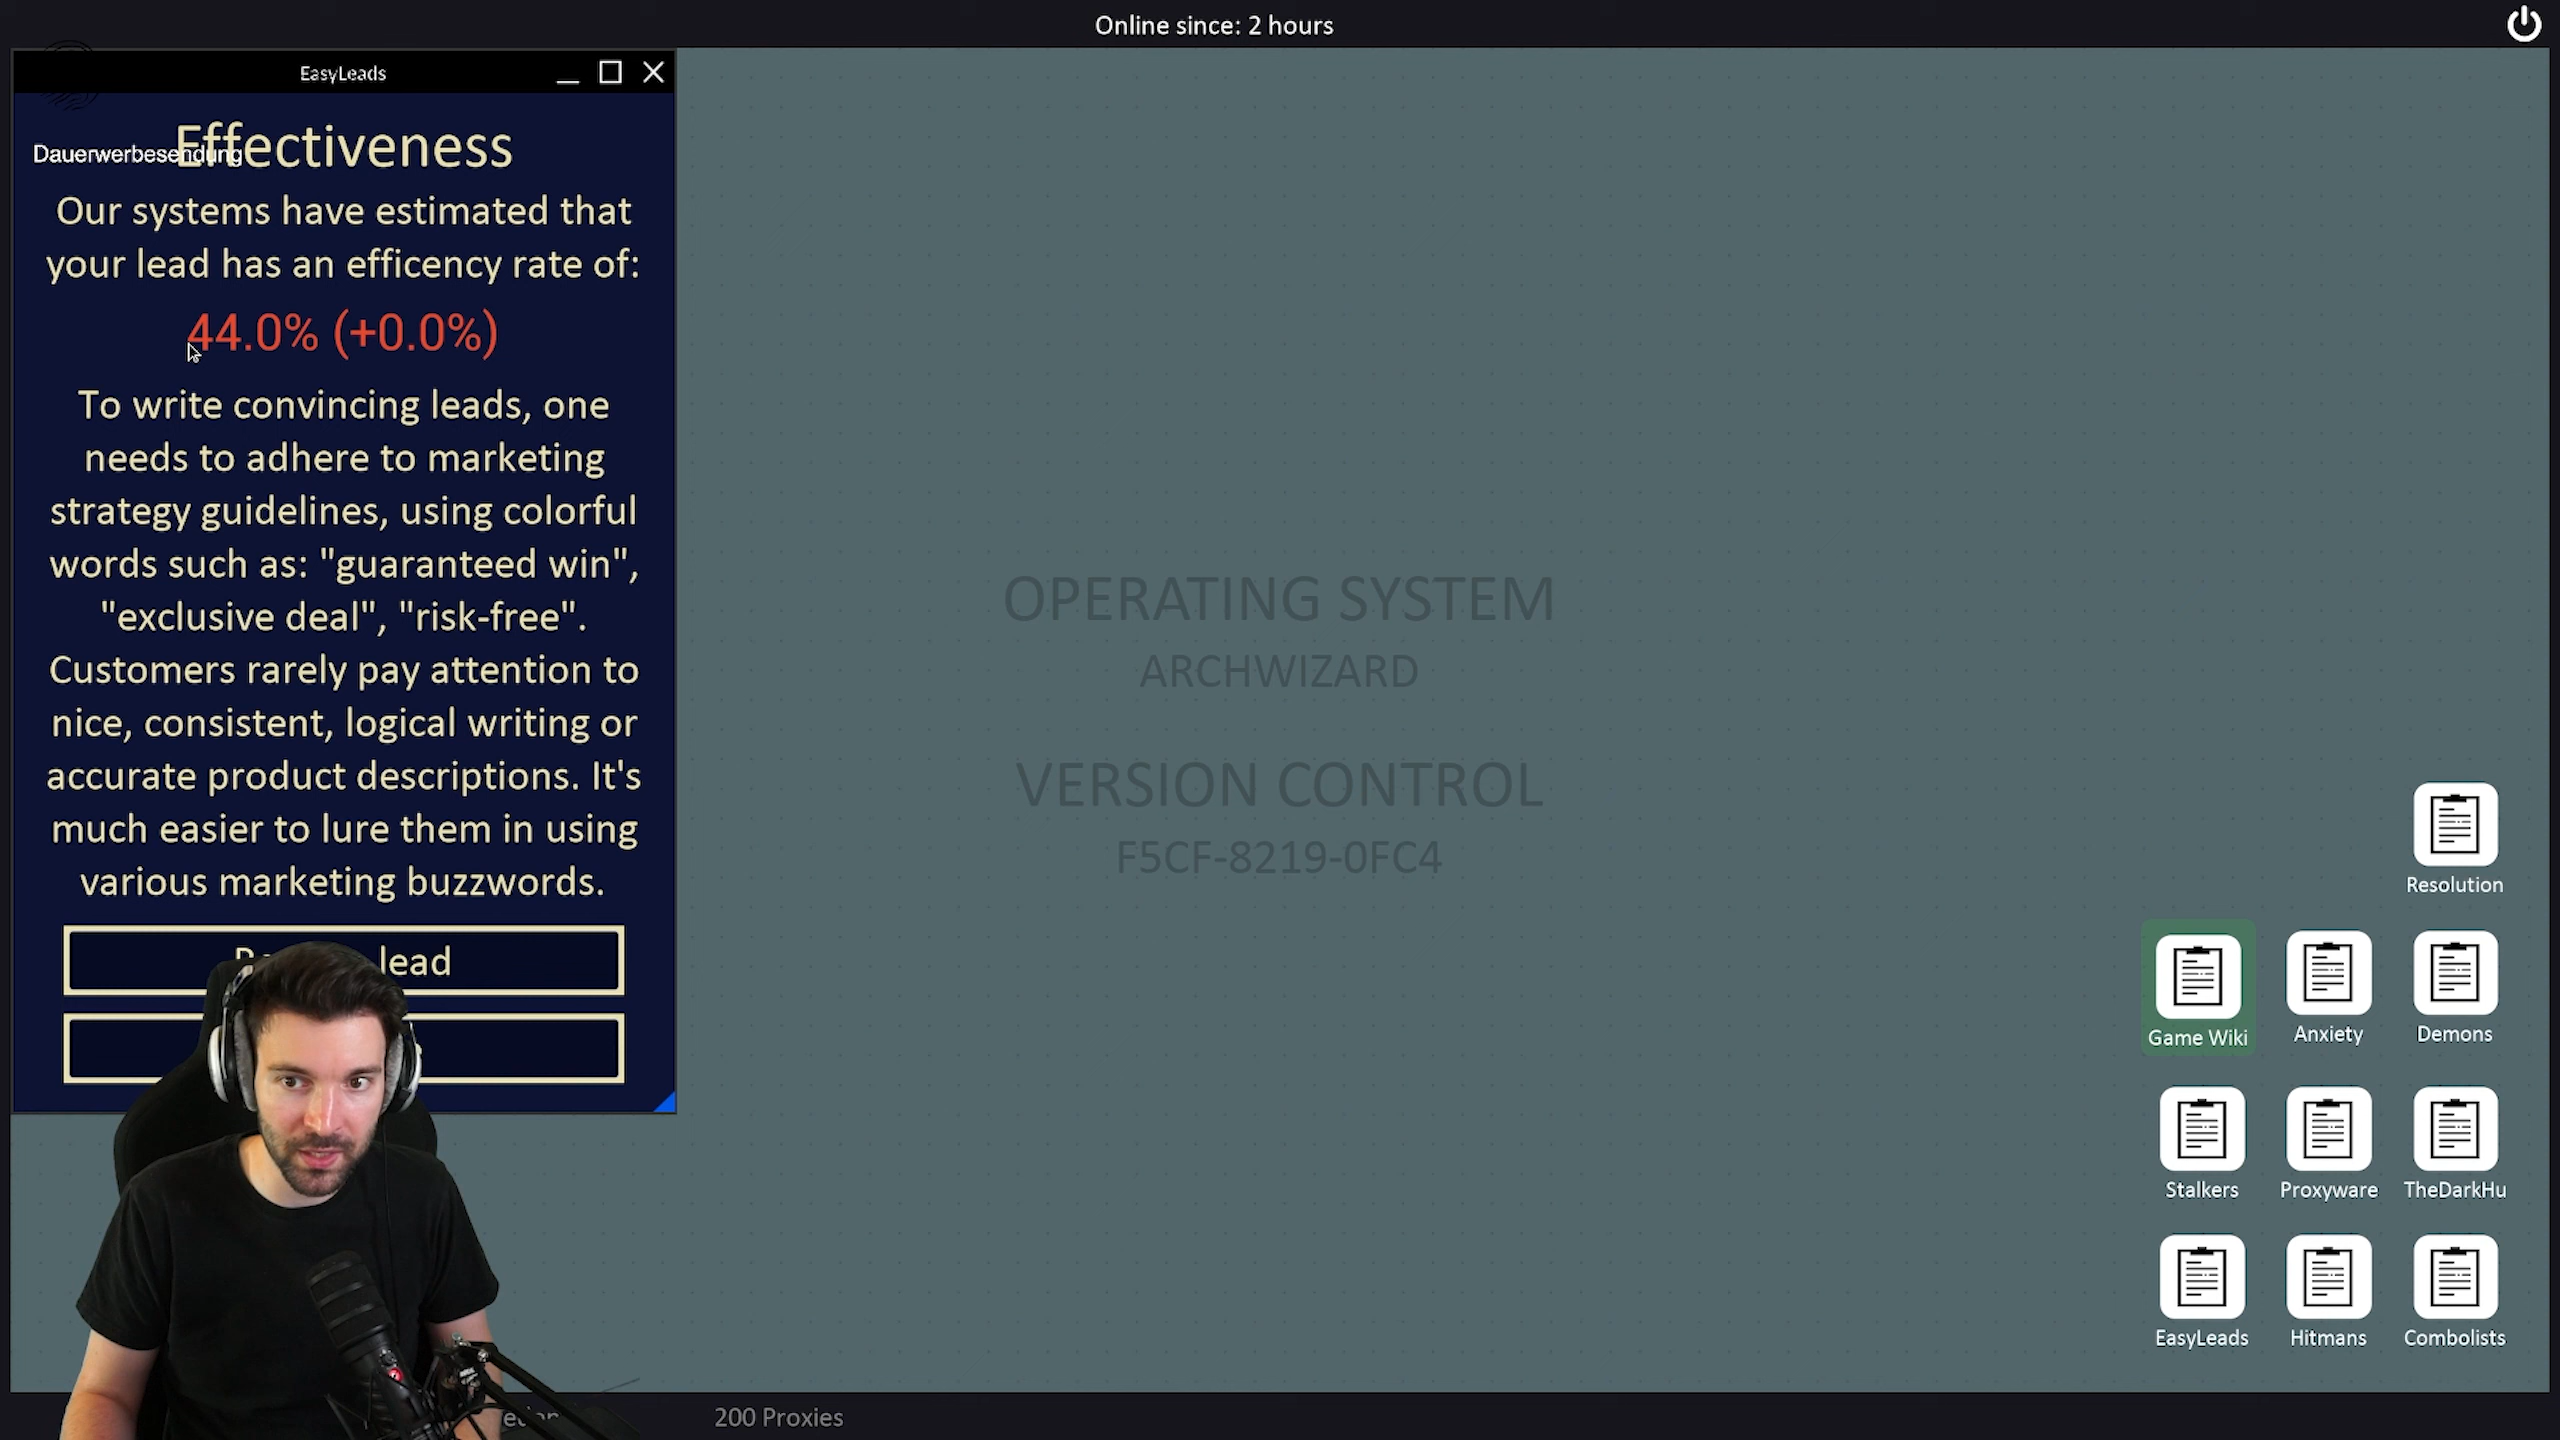 Online since: 2 hours
EasyLeads
Effectiveness
Dauerwerbesendung
Our systems have estimated that
your lead has an efficency rate of:
44.0% (+0.0%)
To write convincing leads, one
needs to adhere to marketing
strategy guidelines, using colorful
words such as: "guaranteed win",
"exclusive deal", "risk-free".
Customers rarely pay attention to
nice, consistent, logical writing or
accurate product descriptions. It's
much easier to lure them in using
various marketing buzzwords.
lead
OPERATING SYSTEM
ARCHWIZARD
VERSION CONTROL
F5CF-8219-0FC4
Resolution
Game Wiki
Anxiety
Demons
Stalkers
Proxyware
TheDarkHu
EasyLeads
Hitmans
Combolists
200 Proxies